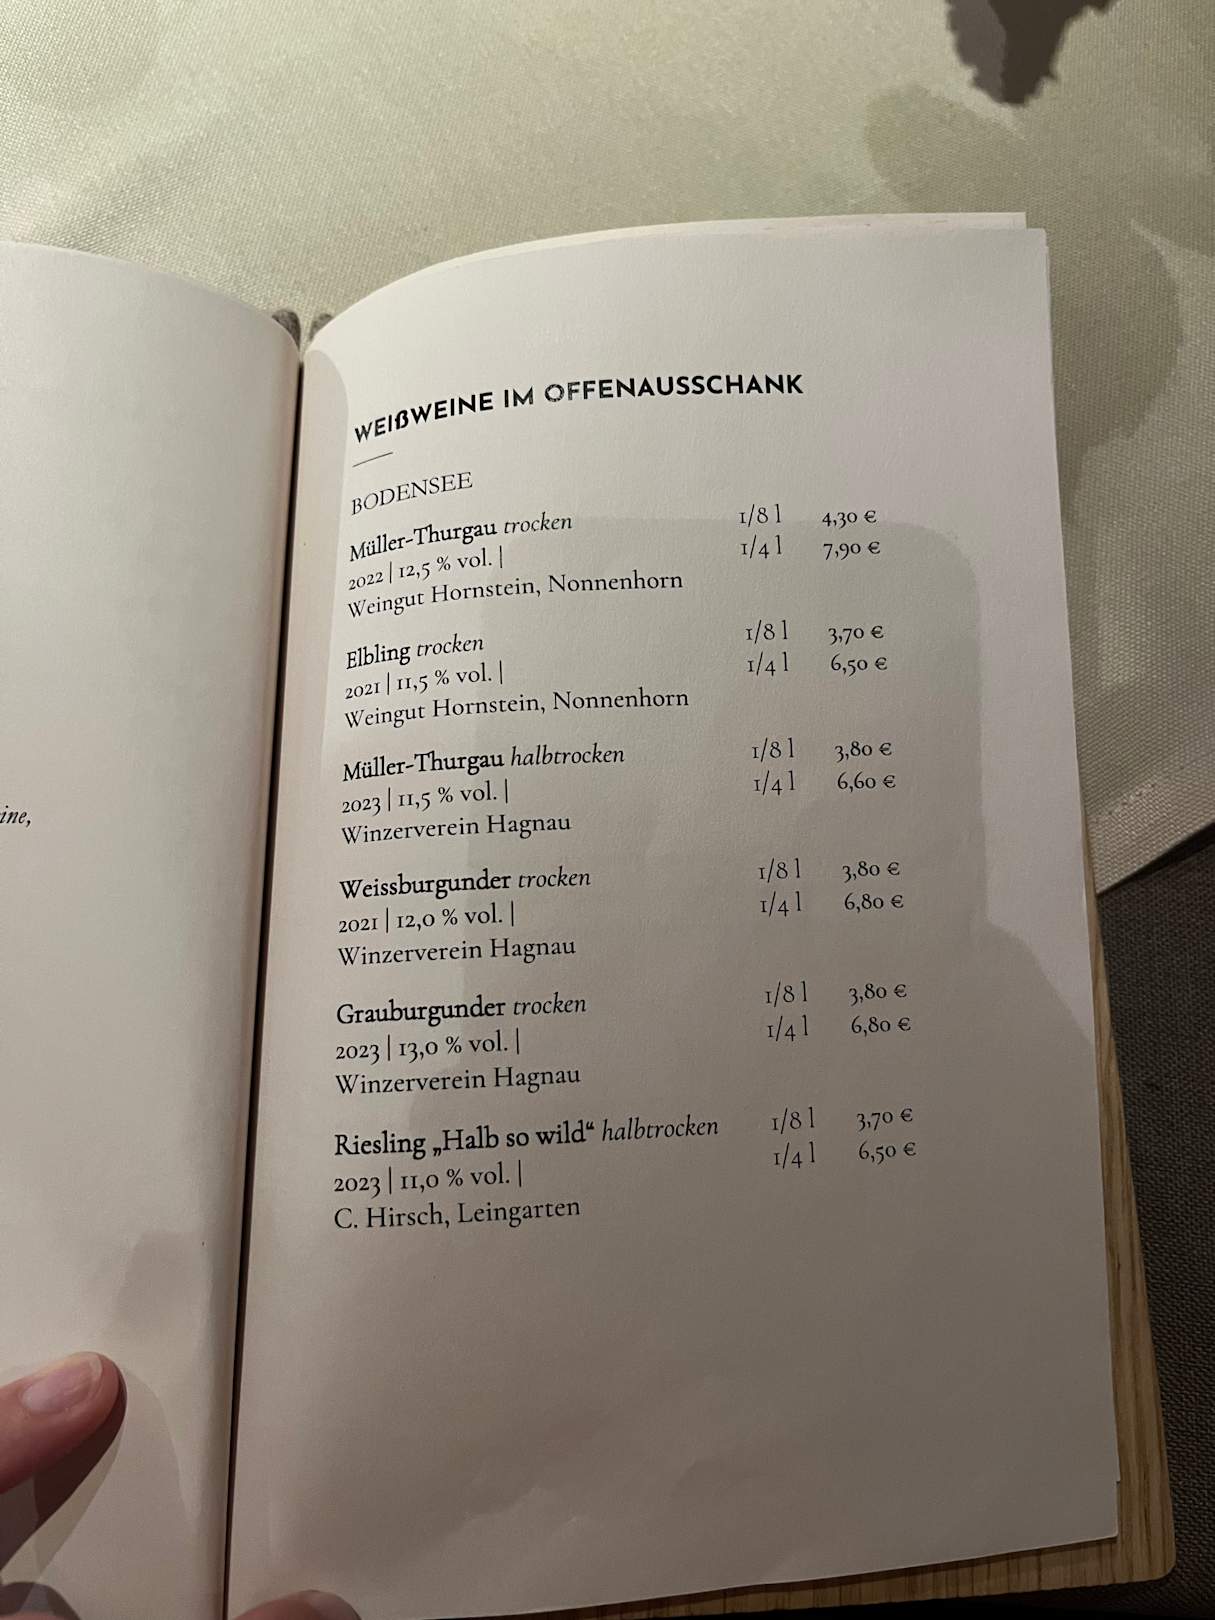 ine,
WEIßWEINE IM OFFENAUSSCHANK
BODENSEE
Müller-Thurgau trocken 1/8 l 4,30 €
2022 | 12,5 % vol. | 1/4 l 7,90 €
Weingut Hornstein, Nonnenhorn
Elbling trocken 1/8 l 3,70 €
2021 | 11,5 % vol. | 1/4 l 6,50 €
Weingut Hornstein, Nonnenhorn
Müller-Thurgau halbtrocken 1/8 l 3,80 €
2023 | 11,5 % vol. | 1/4 l 6,60 €
Winzerverein Hagnau
Weissburgunder trocken 1/8 l 3,80 €
2021 | 12,0 % vol. | 1/4 l 6,80 €
Winzerverein Hagnau
Grauburgunder trocken 1/8 l 3,80 €
2023 | 13,0 % vol. | 1/4 l 6,80 €
Winzerverein Hagnau
Riesling „Halb so wild“ halbtrocken 1/8 l 3,70 €
2023 | 11,0 % vol. | 1/4 l 6,50 €
C. Hirsch, Leingarten